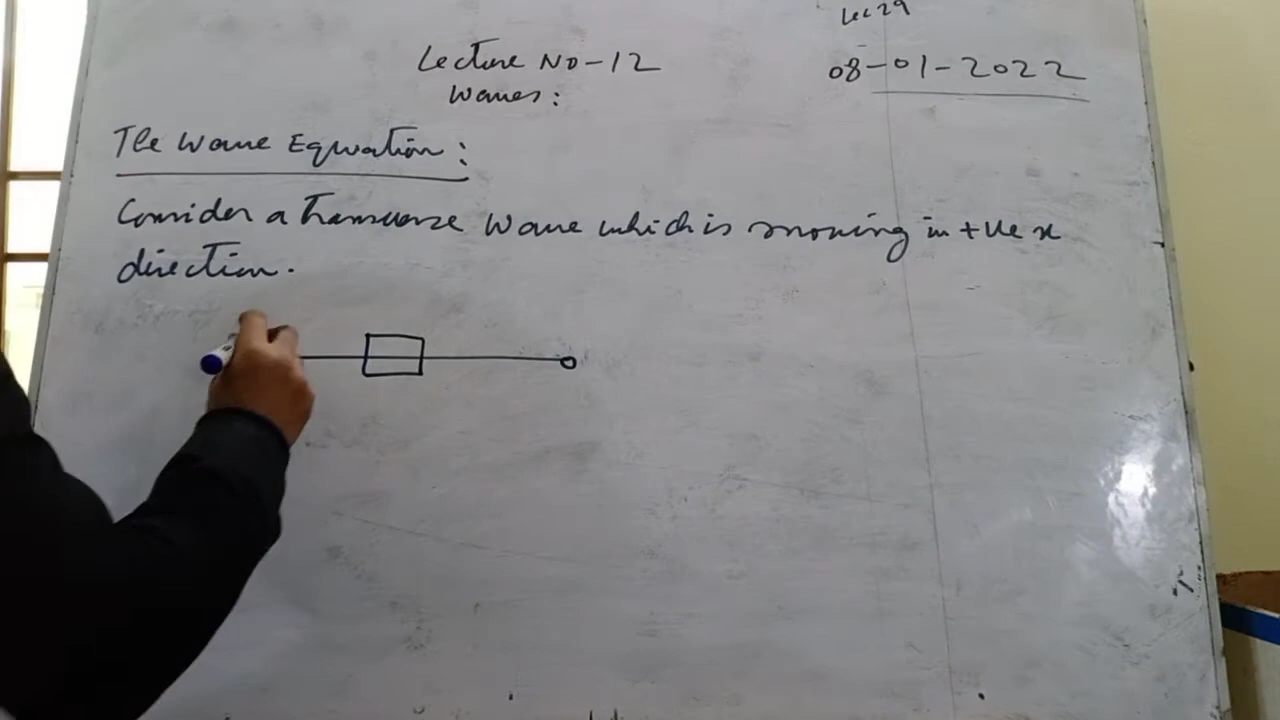 Lec 29
Lecture No-12
08-01-2022
Waves:
The Wave Equation:
Consider a Transverse Wave which is moving in +ve x
direction.